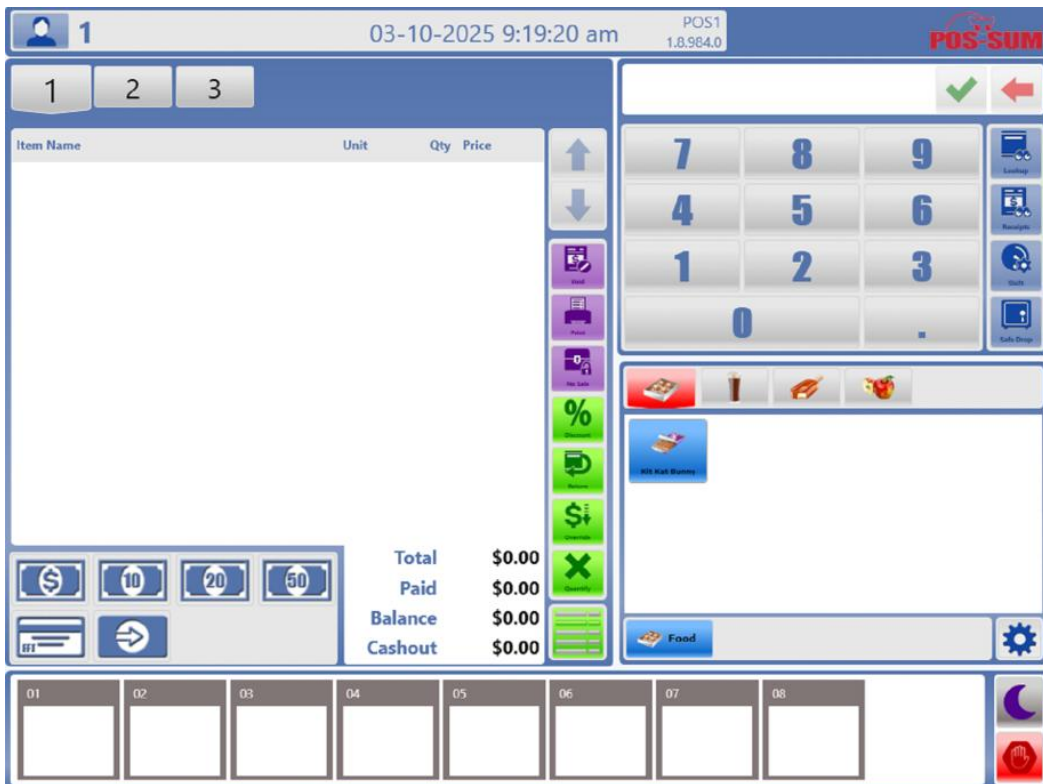 1 03-10-2025 9:19:20 am
POS1
1.8.984.0
POS-SUM
1 2 3
Item Name Unit Qty Price
7 8 9
4 5 6
1 2 3
0 .
Lookup
Receipts
Shift
Safe Drop
Void
Print
No Sale
%
Discount
Return
Override
Quantity
Kit Kat Bunny
Food
$ 10 20 50
EFT
Total $0.00
Paid $0.00
Balance $0.00
Cashout $0.00
01 02 03 04 05 06 07 08